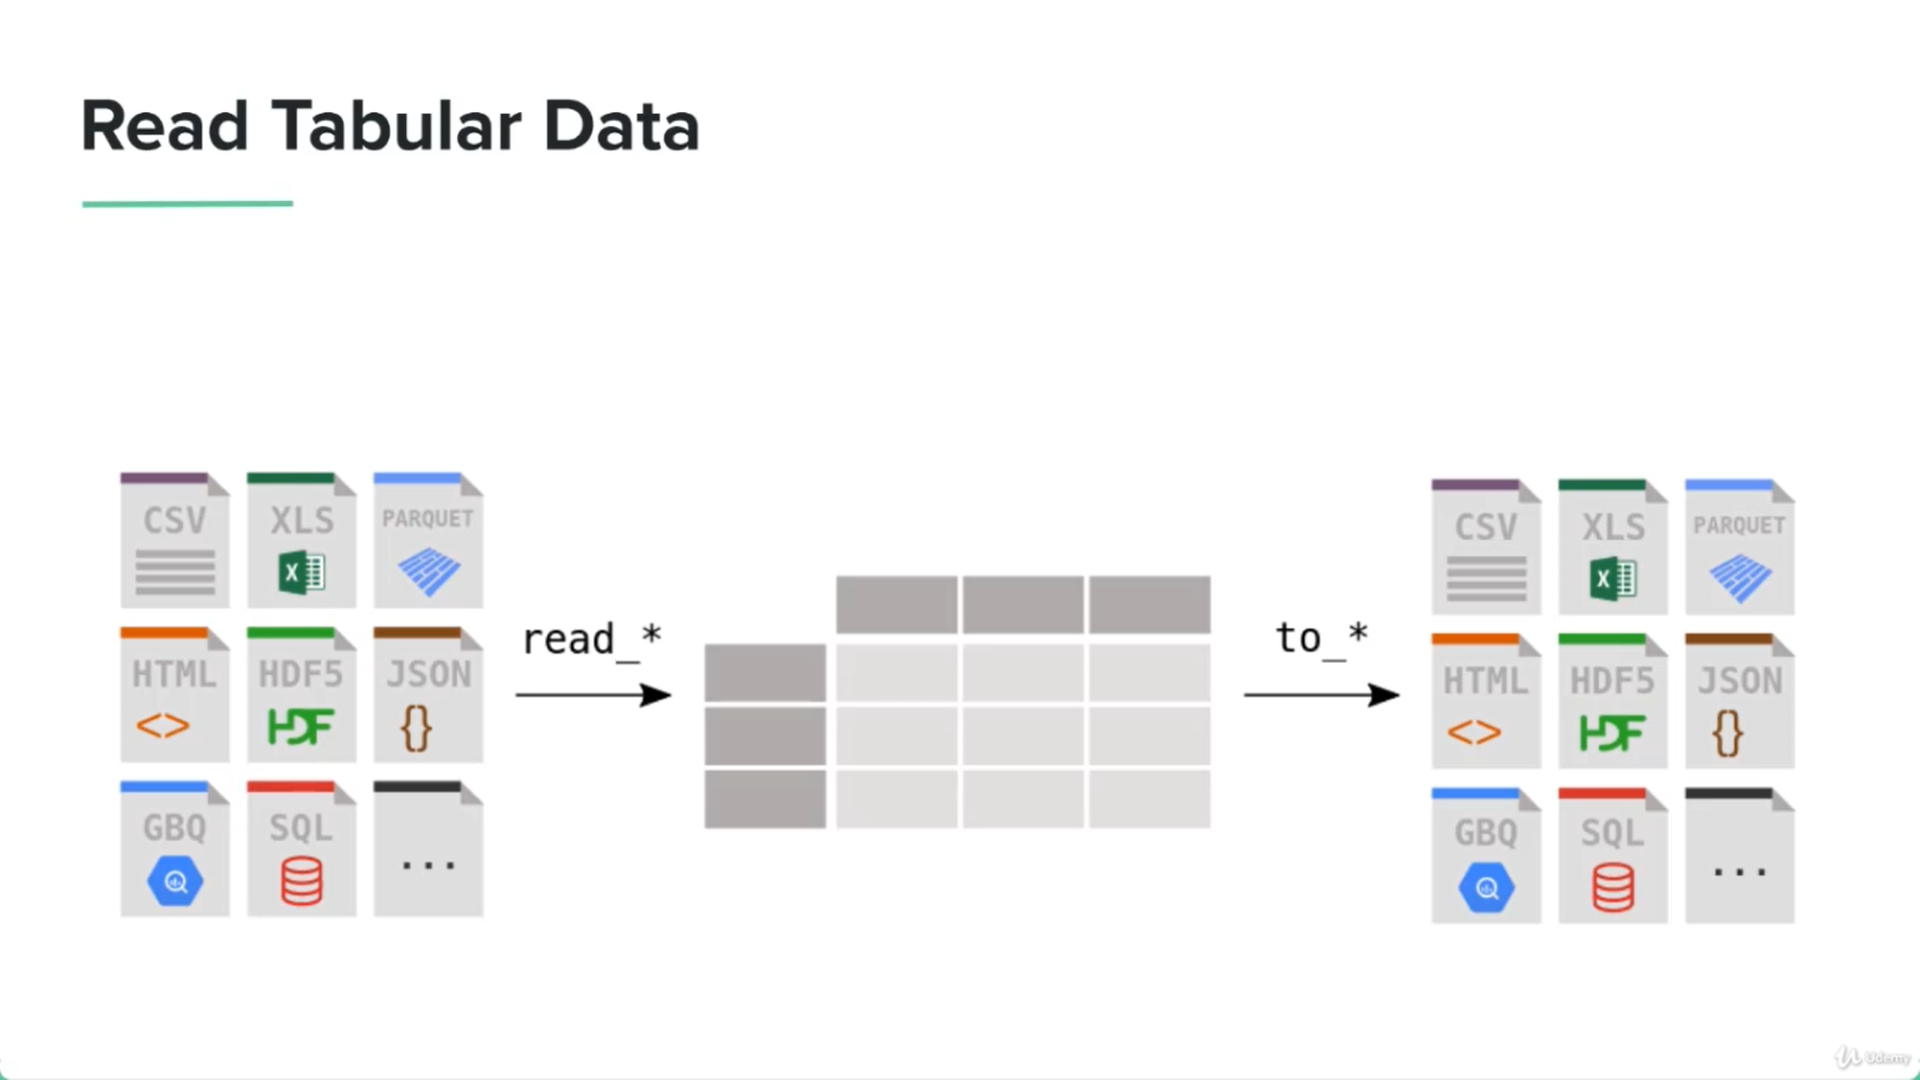 Read Tabular Data
CSV
XLS
X
PARQUET
HTML
<>
HDF5
HDF
JSON
{}
GBQ
SQL
...
read_*
to_*
CSV
XLS
X
PARQUET
HTML
<>
HDF5
HDF
JSON
{}
GBQ
SQL
...
Udemy